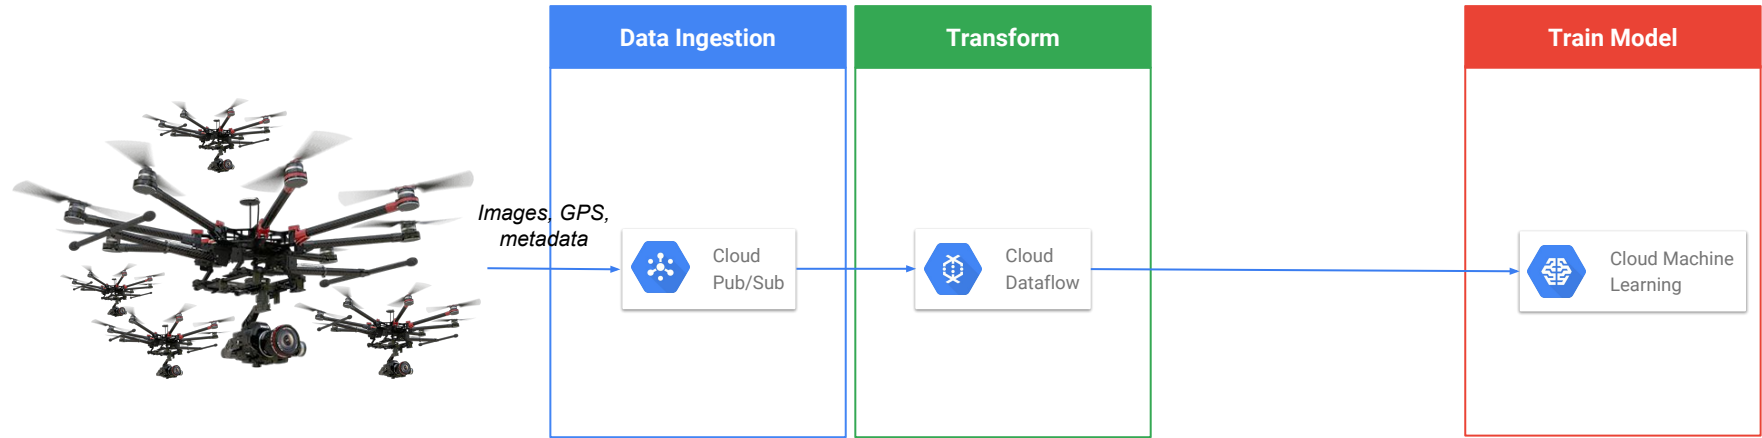 Data Ingestion
Transform
Train Model
Images, GPS,
metadata
Cloud
Pub/Sub
Cloud
Dataflow
Cloud Machine
Learning